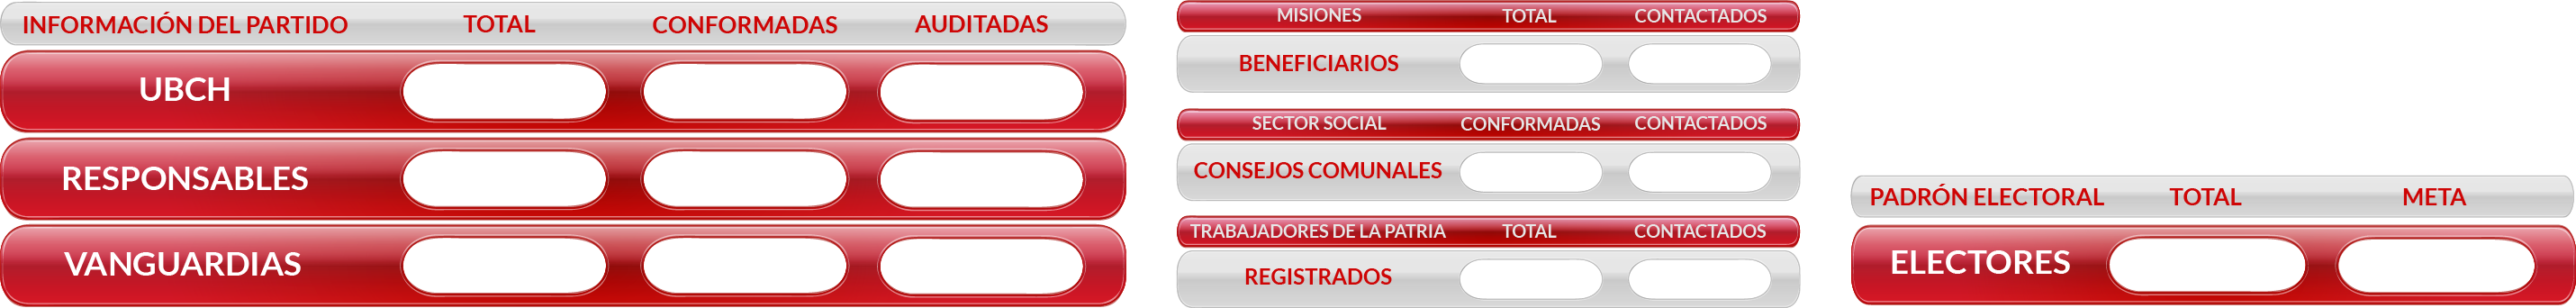 INFORMACIÓN DEL PARTIDO TOTAL CONFORMADAS AUDITADAS
UBCH
RESPONSABLES
VANGUARDIAS
MISIONES TOTAL CONTACTADOS
BENEFICIARIOS
SECTOR SOCIAL CONFORMADAS CONTACTADOS
CONSEJOS COMUNALES
TRABAJADORES DE LA PATRIA TOTAL CONTACTADOS
REGISTRADOS
PADRÓN ELECTORAL TOTAL META
ELECTORES